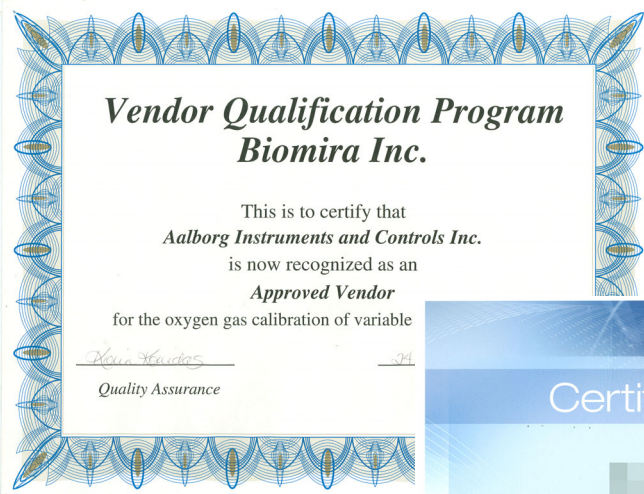 Vendor Qualification Program
Biomira Inc.
This is to certify that
Aalborg Instruments and Controls Inc.
is now recognized as an
Approved Vendor
for the oxygen gas calibration of variable
24
Quality Assurance
Certi